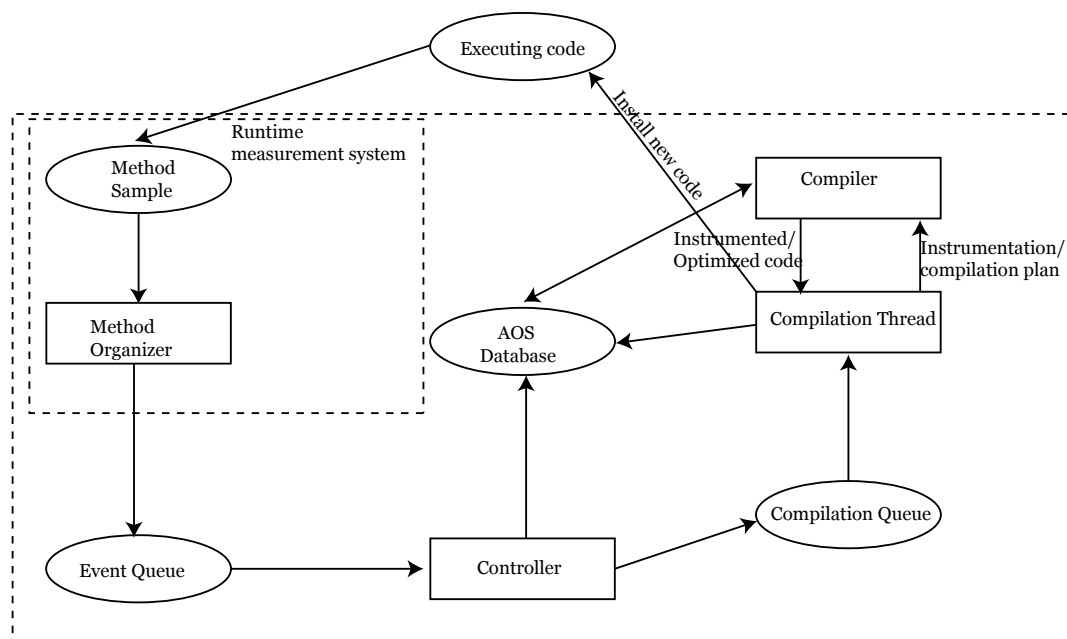 Executing code
Runtime
measurement system
Install new code
Method
Sample
Compiler
Instrumented/
Optimized code
Instrumentation/
compilation plan
Method
Organizer
AOS
Database
Compilation Thread
Compilation Queue
Event Queue
Controller